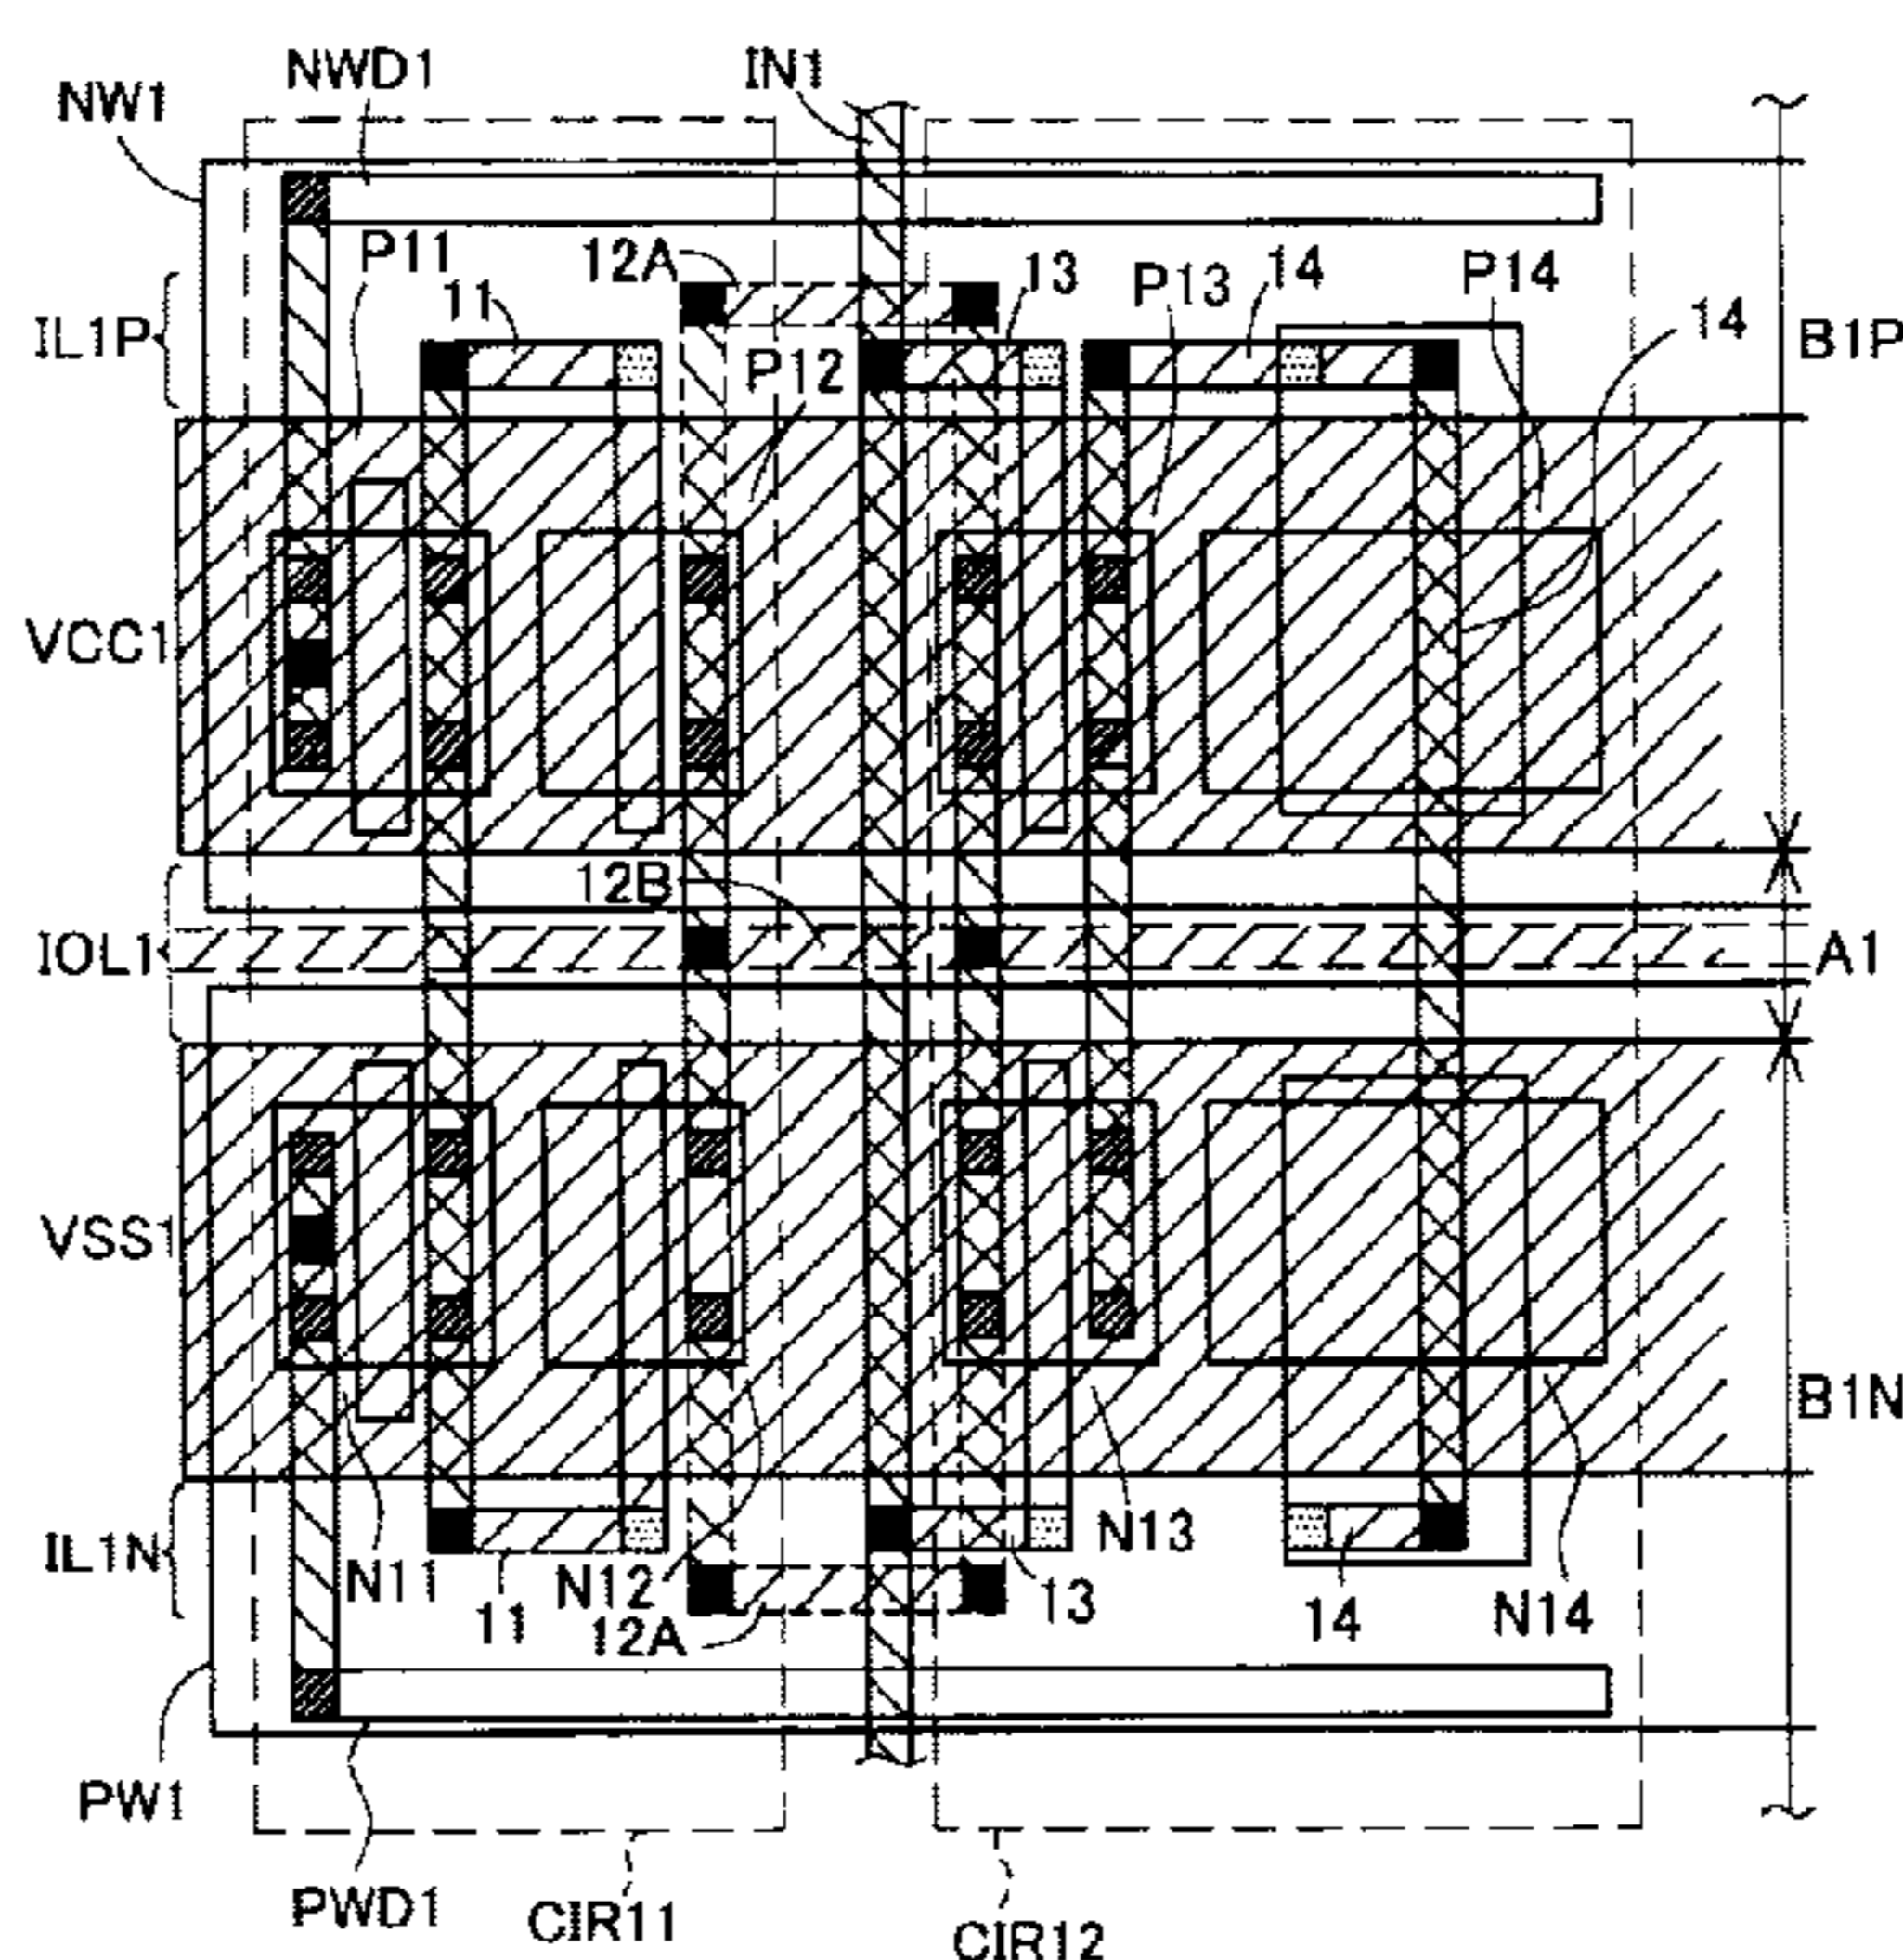 NWD1
IN1
NW1
P11
12A
13
P13
14
P14
14
11
IL1P
P12
B1P
VCC1
12B
IOL1
A1
VSS1
B1N
IL1N
N11
11
N12
12A
13
N13
14
N14
PW1
PWD1
CIR11
CIR12